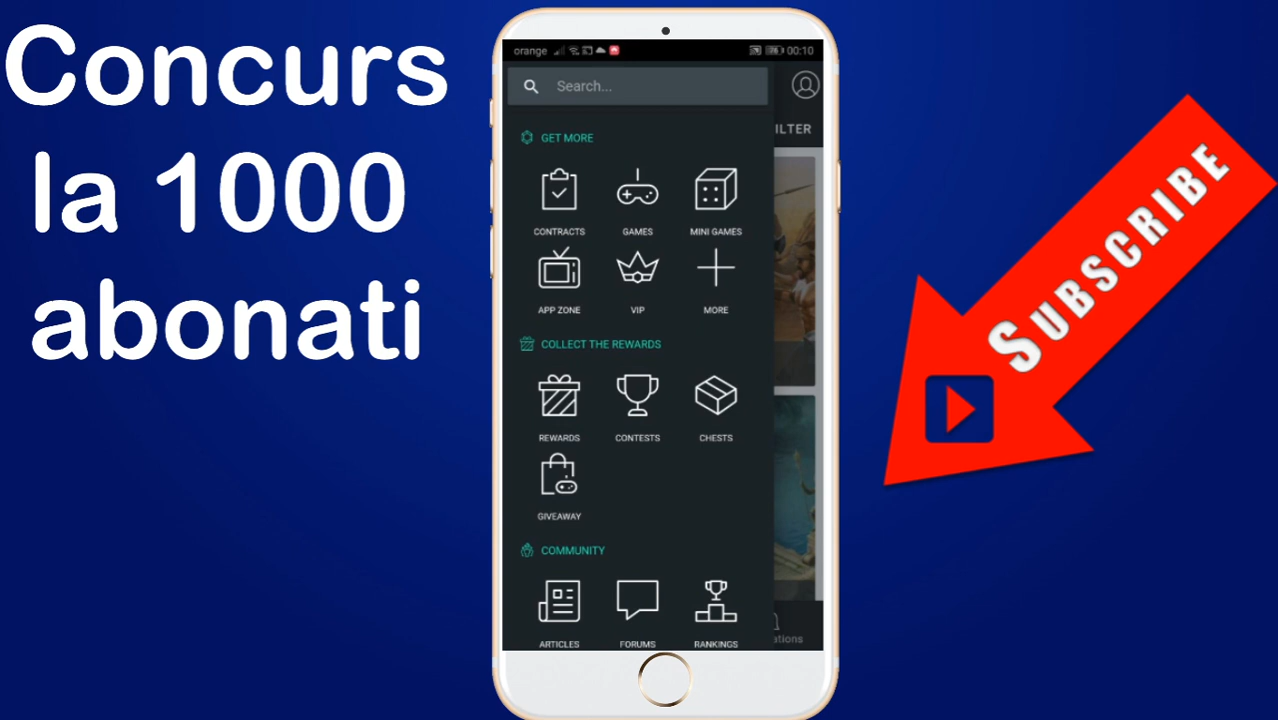 Concurs
la 1000
abonati
orange
76
00:10
Search...
ILTER
GET MORE
CONTRACTS GAMES MINI GAMES
APP ZONE VIP MORE
COLLECT THE REWARDS
REWARDS CONTESTS CHESTS
GIVEAWAY
COMMUNITY
ARTICLES FORUMS RANKINGS
ations
SUBSCRIBE